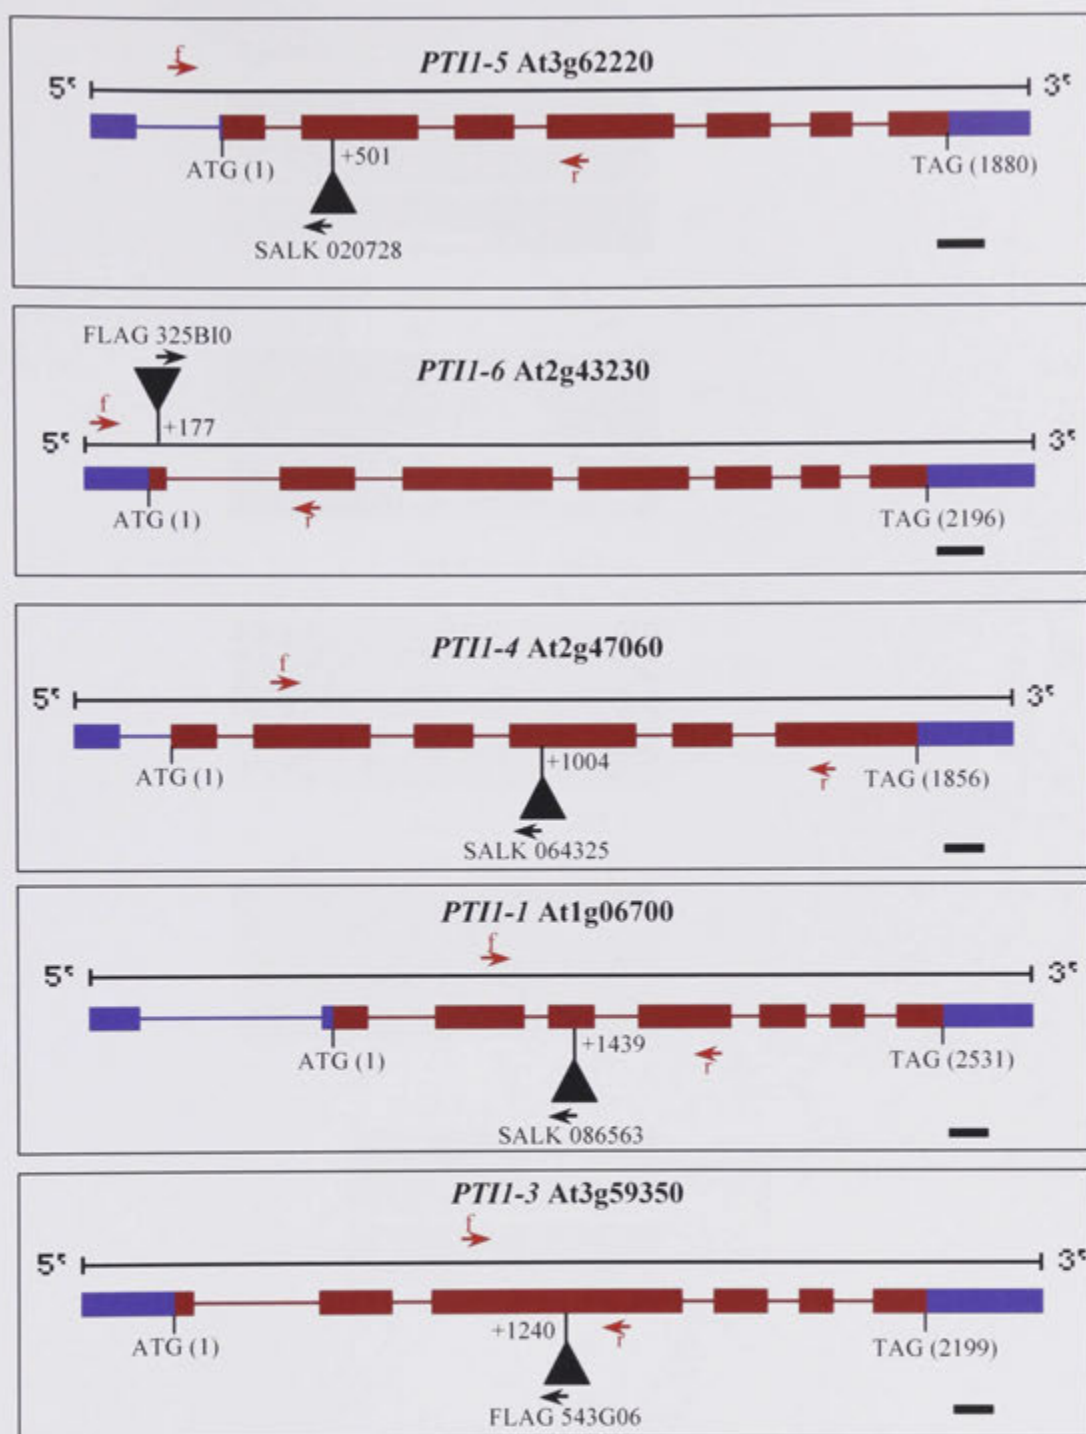 f
PTI1-5 At3g62220
5' 3'
+501
ATG (1)
r
TAG (1880)
SALK 020728
FLAG 325BI0
PTI1-6 At2g43230
f
+177
5' 3'
r
ATG (1)
TAG (2196)
PTI1-4 At2g47060
f
5' 3'
+1004
ATG (1)
r
TAG (1856)
SALK 064325
PTI1-1 At1g06700
f
5' 3'
+1439
ATG (1)
r
TAG (2531)
SALK 086563
PTI1-3 At3g59350
f
5' 3'
+1240
r
ATG (1)
TAG (2199)
FLAG 543G06